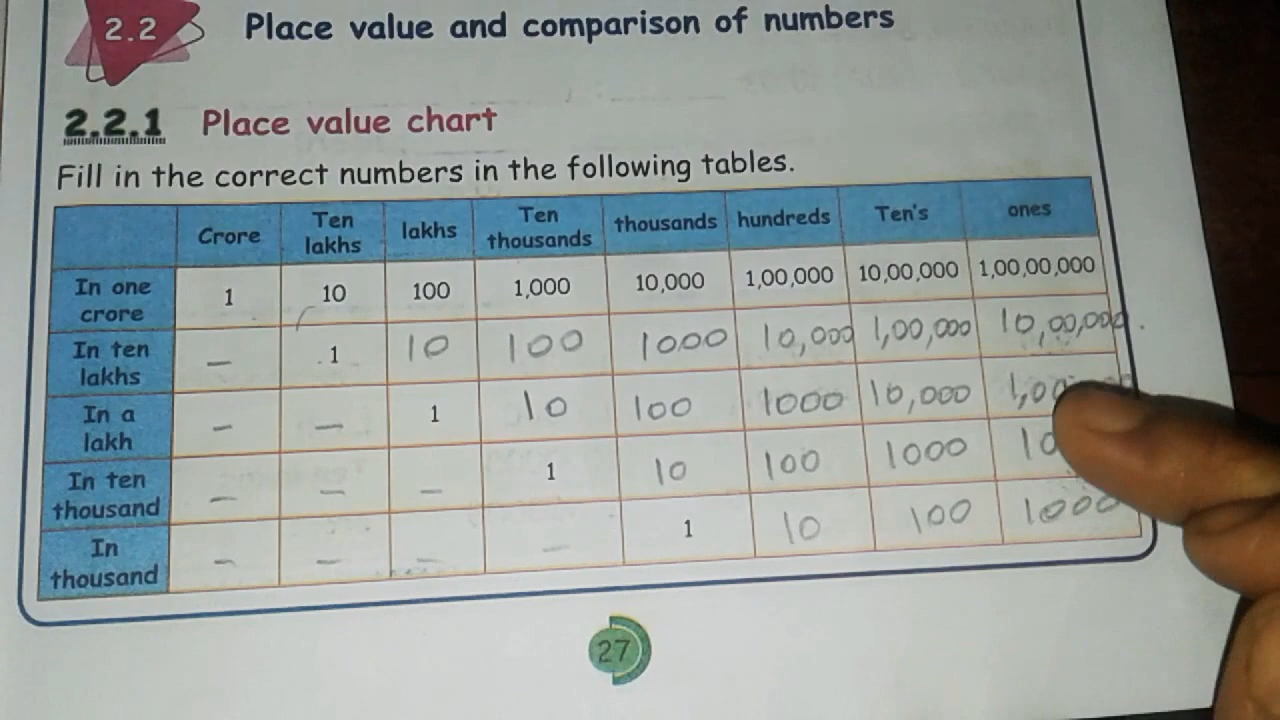 2.2 Place value and comparison of numbers
2.2.1 Place value chart
Fill in the correct numbers in the following tables.
Crore Ten lakhs lakhs Ten thousands thousands hundreds Ten's ones
In one crore 1 10 100 1,000 10,000 1,00,000 10,00,000 1,00,00,000
In ten lakhs – 1 10 100 1000 10,000 1,00,000 10,00,000
In a lakh – – 1 10 100 1000 10,000
In ten thousand – – – 1 10 100 1000
In thousand – – – – 1 10 100 1000
27